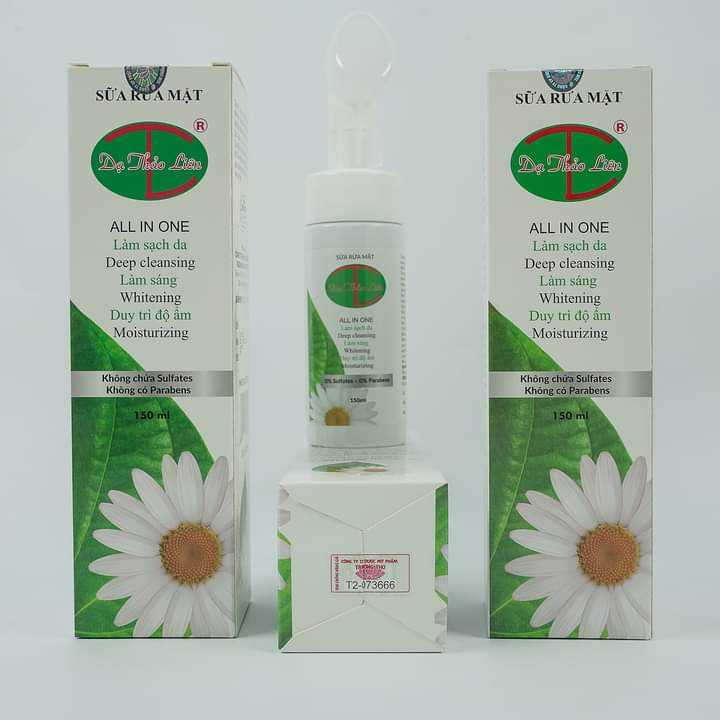 SỮA RỬA MẶT
Dạ Thảo Liên
®
ALL IN ONE
Làm sạch da
Deep cleansing
Làm sáng
Whitening
Duy trì độ ẩm
Moisturizing
Không chứa Sulfates
Không có Parabens
150 ml
SỮA RỬA MẶT
Dạ Thảo Liên
ALL IN ONE
Làm sạch da
Deep cleansing
Làm sáng
Whitening
Duy trì độ ẩm
Moisturizing
0% Sulfates - 0% Parabens
150ml
TRƯỜNG THỌ
T2-073666
SỮA RỬA MẶT
Dạ Thảo Liên
®
ALL IN ONE
Làm sạch da
Deep cleansing
Làm sáng
Whitening
Duy trì độ ẩm
Moisturizing
Không chứa Sulfates
Không có Parabens
150 ml